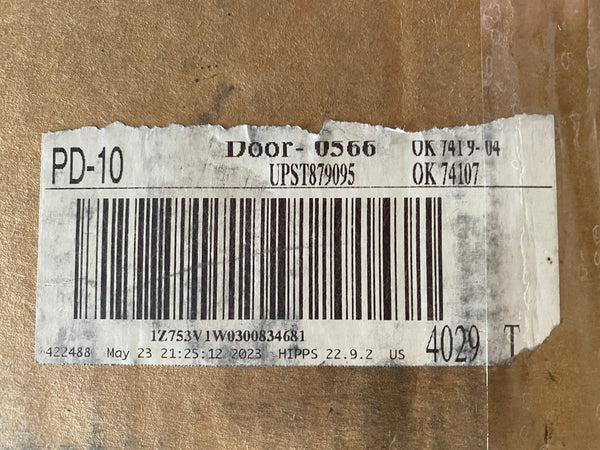 Door- 0566 OK 7419-04
PD-10 UPST879095 OK 74107
1Z753V1W0300834681
422488 May 23 21:25:12 2023 HIPPS 22.9.2 US 4029 T